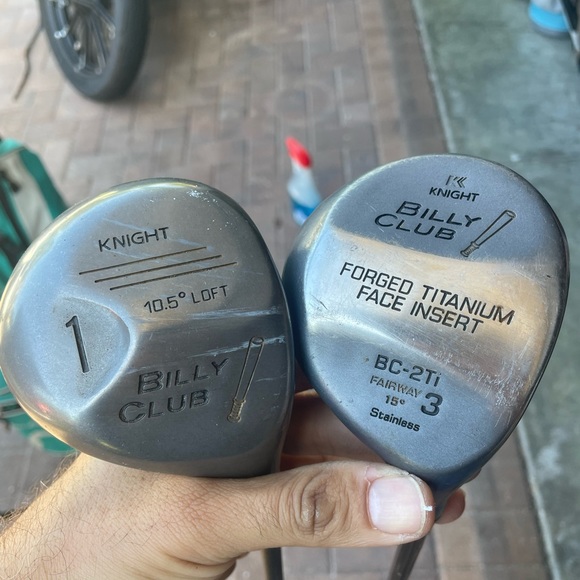 KNIGHT
10.5° LOFT
1
BILLY
CLUB
K
KNIGHT
BILLY
CLUB
FORGED TITANIUM
FACE INSERT
BC-2Ti
FAIRWAY 3
15°
Stainless